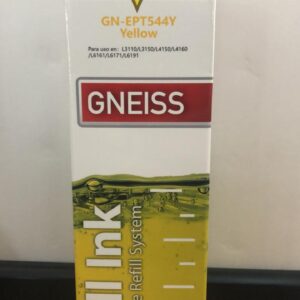 GN-EPT544Y
Yellow
Para uso en: L3110/L3150/L4150/L4160
/L6161/L6171/L6191
GNEISS
ll Ink
e Refill System